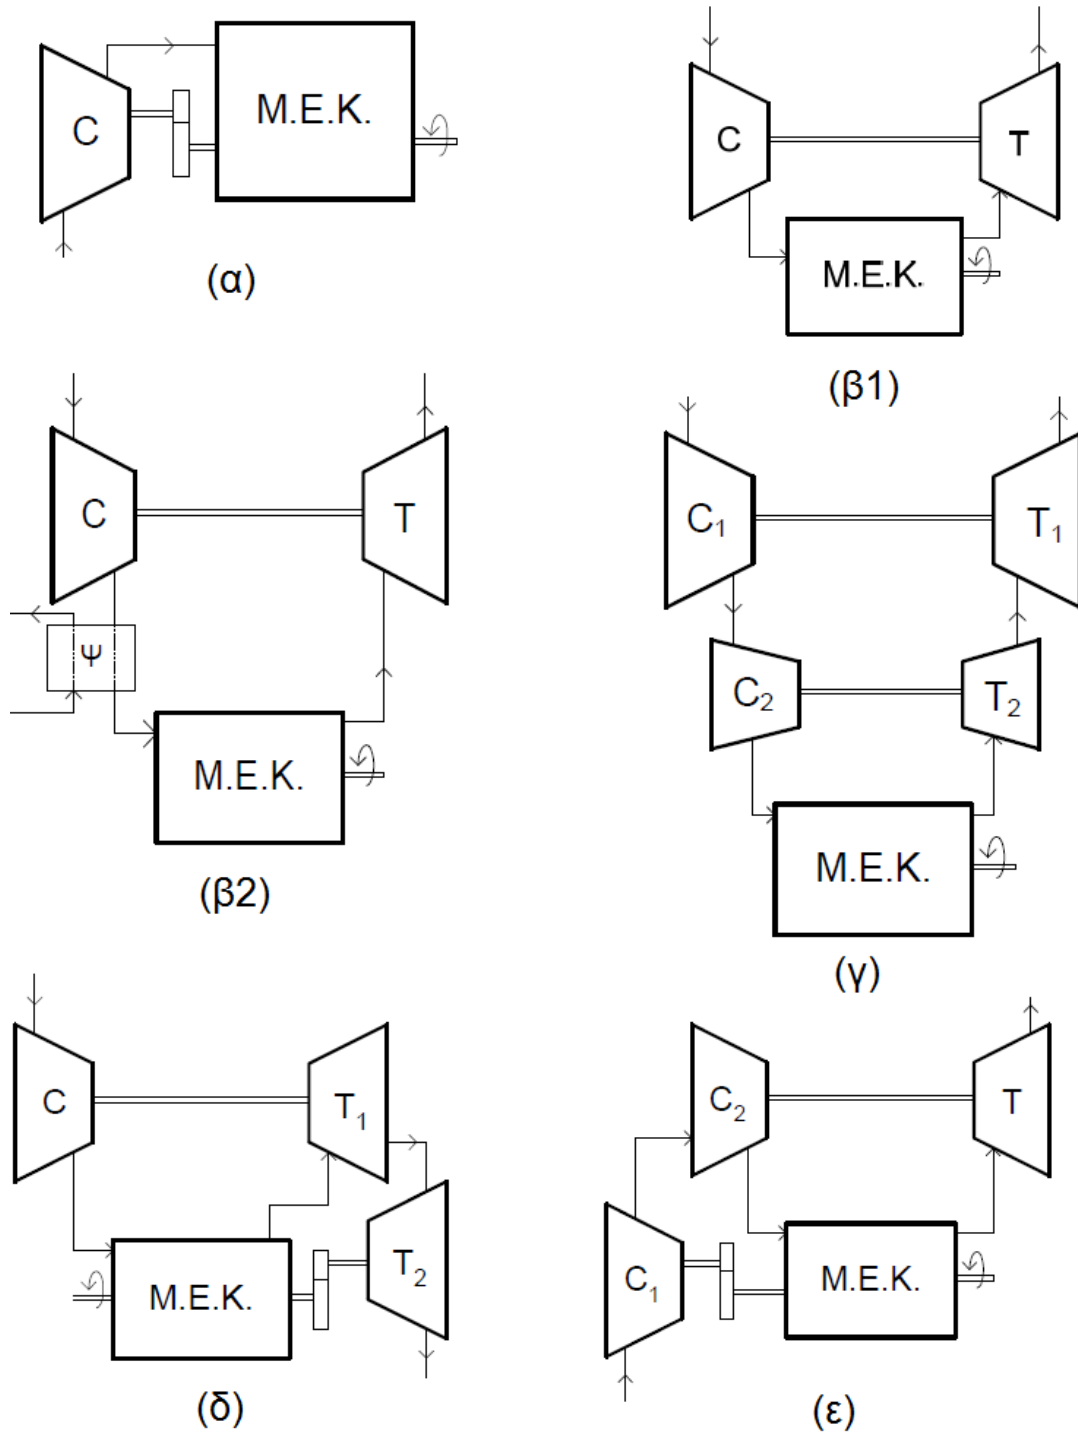 C
M.E.K.
(α)
C
T
M.E.K.
(β1)
C
T
Ψ
M.E.K.
(β2)
C₁
T₁
C₂
T₂
M.E.K.
(γ)
C
T₁
M.E.K.
T₂
(δ)
C₂
T
C₁
M.E.K.
(ε)